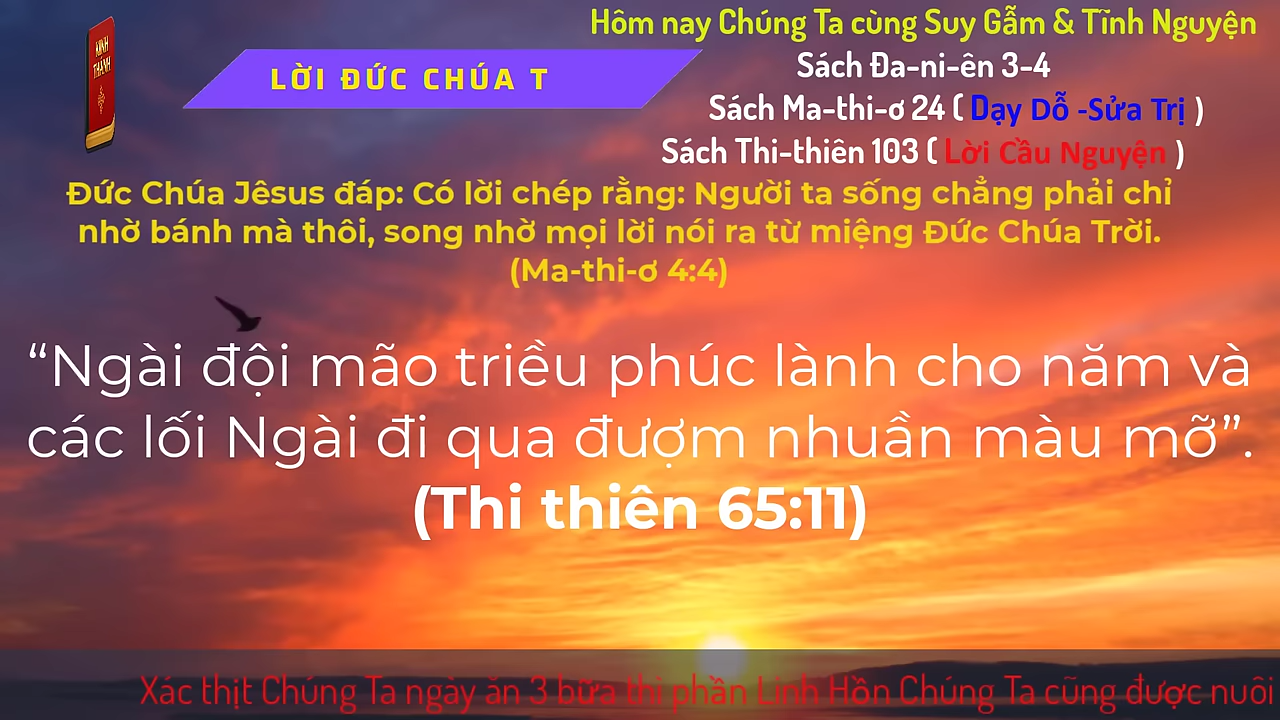 Hôm nay Chúng Ta cùng Suy Gẫm & Tĩnh Nguyện
Sách Đa-ni-ên 3-4
Sách Ma-thi-ơ 24 ( Dạy Dỗ -Sửa Trị )
Sách Thi-thiên 103 ( Lời Cầu Nguyện )
KINH THÁNH
LỜI ĐỨC CHÚA T
Đức Chúa Jêsus đáp: Có lời chép rằng: Người ta sống chẳng phải chỉ
nhờ bánh mà thôi, song nhờ mọi lời nói ra từ miệng Đức Chúa Trời.
(Ma-thi-ơ 4:4)
“Ngài đội mão triều phúc lành cho năm và
các lối Ngài đi qua đượm nhuần màu mỡ”.
(Thi thiên 65:11)
Xác thịt Chúng Ta ngày ăn 3 bữa thì phần Linh Hồn Chúng Ta cũng được nuôi